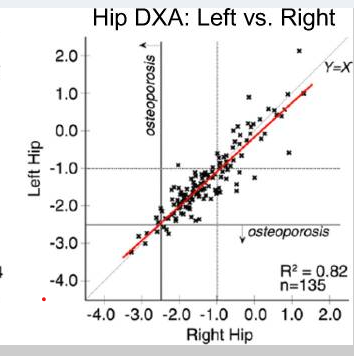 Hip DXA: Left vs. Right
2.0
1.0
0.0
-1.0
-2.0
-3.0
-4.0
Left Hip
osteoporosis
Y=X
osteoporosis
R² = 0.82
n=135
-4.0 -3.0 -2.0 -1.0 0.0 1.0 2.0
Right Hip